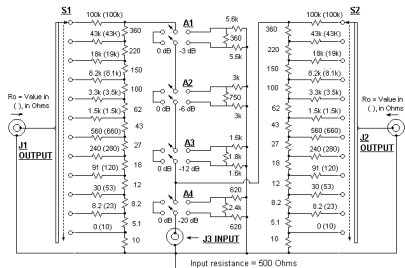 S1
A1
S2
100k (100k)
5.6k
100k (100k)
360
360
360
43k (43K)
43k (43K)
0 dB
-3 dB
5.6k
220
220
18k (19k)
18k (19k)
150
150
8.2k (8.1k)
A2
3k
8.2k (8.2k)
100
750
100
3.3k (3.5k)
0 dB
-6 dB
3k
3.3k (3.5k)
Ro = Value in
( ), in Ohms
Ro = Value in
( ), in Ohms
62
62
1.5k (1.5k)
1.5k (1.5k)
43
43
560 (660)
A3
1.6k
560 (660)
J1
OUTPUT
J2
OUTPUT
27
1.8k
27
240 (280)
0 dB
-12 dB
1.6k
240 (280)
18
18
91 (120)
91 (120)
12
A4
620
12
30 (53)
30 (53)
8.2
2.4k
8.2
8.2 (23)
0 dB
-20 dB
620
8.2 (23)
5.1
5.1
0 (10)
J3 INPUT
0 (10)
10
10
Input resistance = 500 Ohms